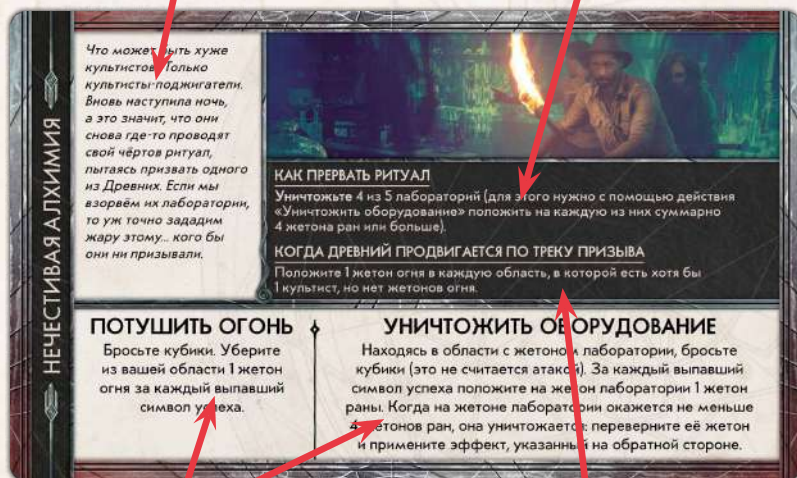 НЕЧЕСТИВАЯ АЛХИМИЯ
Что может быть хуже
культистов? Только
культисты-поджигатели.
Вновь наступила ночь,
а это значит, что они
снова где-то проводят
свой чёртов ритуал,
пытаясь призвать одного
из Древних. Если мы
взорвём их лаборатории,
то уж точно зададим
жару этому... кого бы
они ни призывали.
КАК ПРЕРВАТЬ РИТУАЛ
Уничтожьте 4 из 5 лабораторий (для этого нужно с помощью действия
«Уничтожить оборудование» положить на каждую из них суммарно
4 жетона ран или больше).
КОГДА ДРЕВНИЙ ПРОДВИГАЕТСЯ ПО ТРЕКУ ПРИЗЫВА
Положите 1 жетон огня в каждую область, в которой есть хотя бы
1 культист, но нет жетонов огня.
ПОТУШИТЬ ОГОНЬ
Бросьте кубики. Уберите
из вашей области 1 жетон
огня за каждый выпавший
символ успеха.
УНИЧТОЖИТЬ ОБОРУДОВАНИЕ
Находясь в области с жетоном лаборатории, бросьте
кубики (это не считается атакой). За каждый выпавший
символ успеха положите на жетон лаборатории 1 жетон
раны. Когда на жетоне лаборатории окажется не меньше
4 жетонов ран, она уничтожается: переверните её жетон
и примените эффект, указанный на обратной стороне.